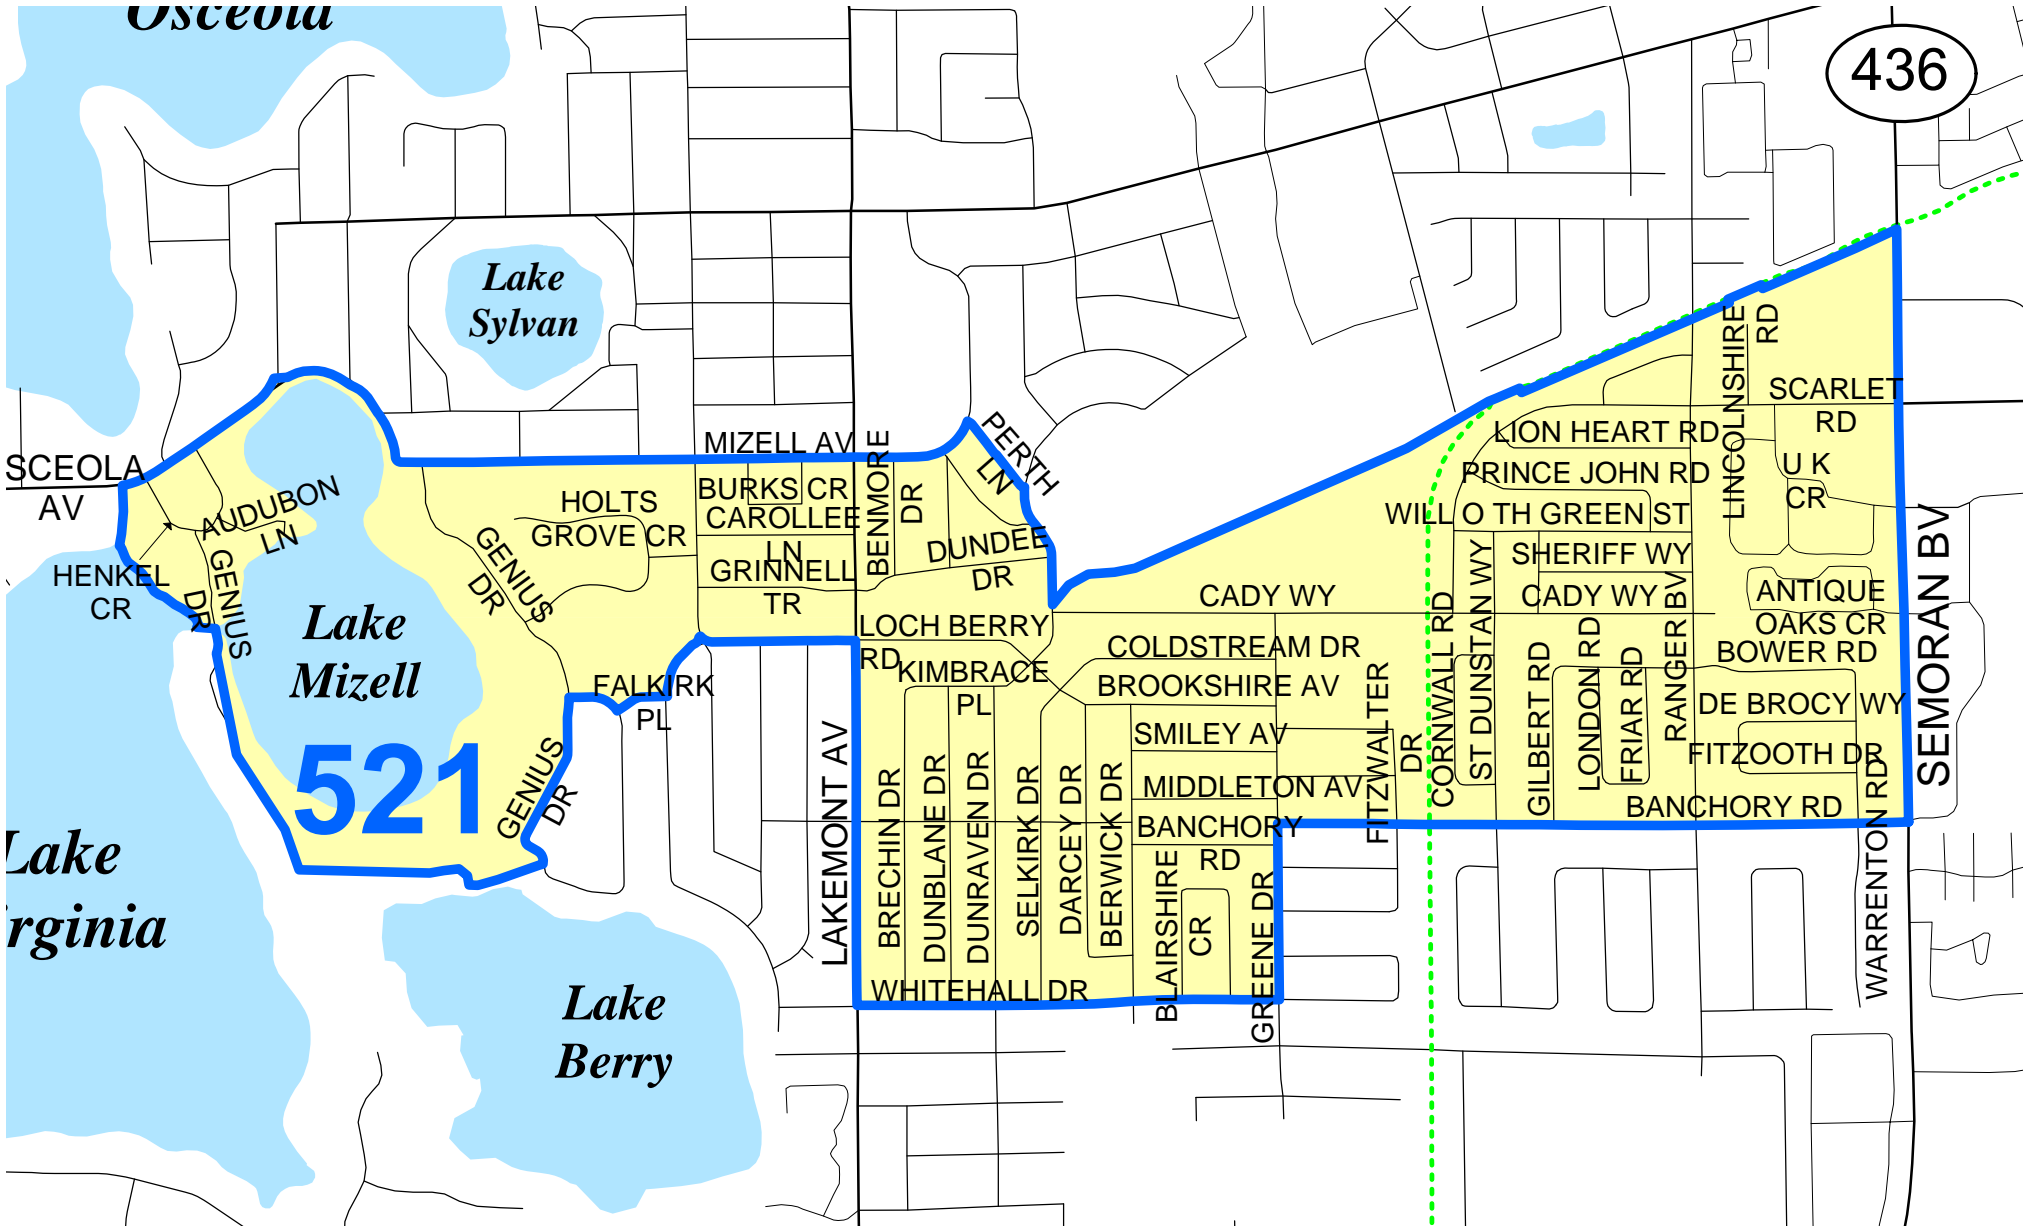 Osceola
436
Lake
Sylvan
MIZELL AV
PERTH
LN
LINCOLNSHIRE
RD
SCARLET
RD
LION HEART RD
SCEOLA
AV
AUDUBON
LN
HOLTS
GROVE CR
BURKS CR
CAROLLEE
LN
BENMORE
DR
PRINCE JOHN RD
U K
CR
WILL O TH GREEN ST
GENIUS
DR
DUNDEE
DR
SHERIFF WY
HENKEL
CR
GENIUS
DR
GRINNELL
TR
CADY WY
CADY WY
ANTIQUE
OAKS CR
SEMORAN BV
Lake
Mizell
LOCH BERRY
RD
COLDSTREAM DR
BOWER RD
KIMBRACE
PL
BROOKSHIRE AV
FALKIRK
PL
CORNWALL RD
ST DUNSTAN WY
GILBERT RD
LONDON RD
FRIAR RD
RANGER BV
DE BROCY WY
SMILEY AV
FITZWALTER
DR
FITZOOTH DR
521
GENIUS
DR
LAKEMONT AV
MIDDLETON AV
BANCHORY RD
BANCHORY
RD
WARRENTON RD
Lake
irginia
BRECHIN DR
DUNBLANE DR
DUNRAVEN DR
SELKIRK DR
DARCEY DR
BERWICK DR
BLAIRSHIRE
CR
GREENE DR
WHITEHALL DR
Lake
Berry